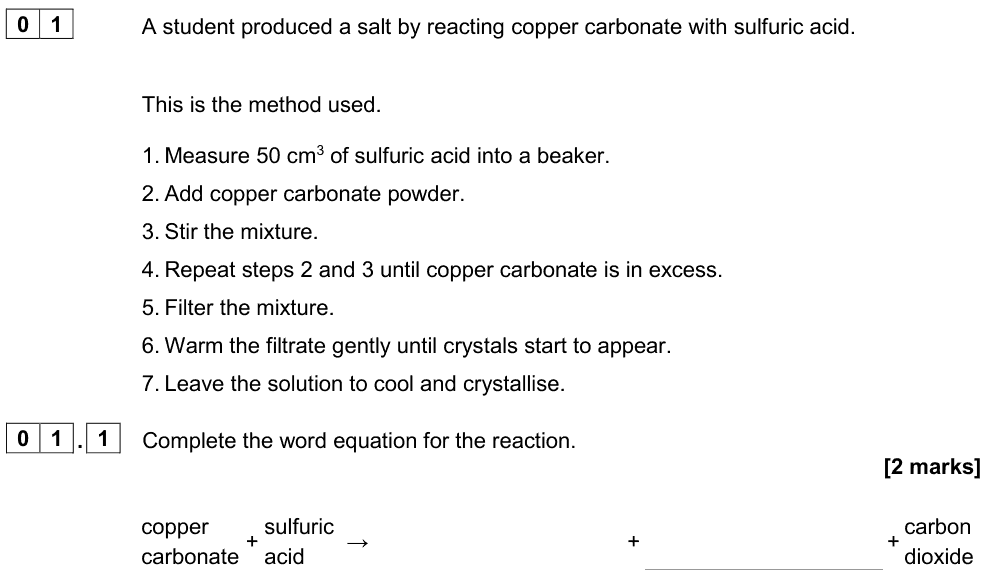 0 1 A student produced a salt by reacting copper carbonate with sulfuric acid.
This is the method used.
1. Measure 50 cm³ of sulfuric acid into a beaker.
2. Add copper carbonate powder.
3. Stir the mixture.
4. Repeat steps 2 and 3 until copper carbonate is in excess.
5. Filter the mixture.
6. Warm the filtrate gently until crystals start to appear.
7. Leave the solution to cool and crystallise.
0 1 . 1 Complete the word equation for the reaction.
[2 marks]
copper carbonate + sulfuric acid → + + carbon dioxide